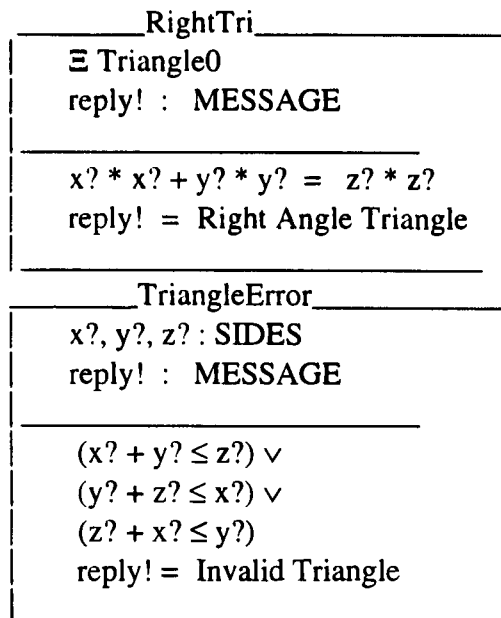 RightTri
Ξ Triangle0
reply! : MESSAGE
x? * x? + y? * y? = z? * z?
reply! = Right Angle Triangle
TriangleError
x?, y?, z? : SIDES
reply! : MESSAGE
(x? + y? ≤ z?) ∨
(y? + z? ≤ x?) ∨
(z? + x? ≤ y?)
reply! = Invalid Triangle